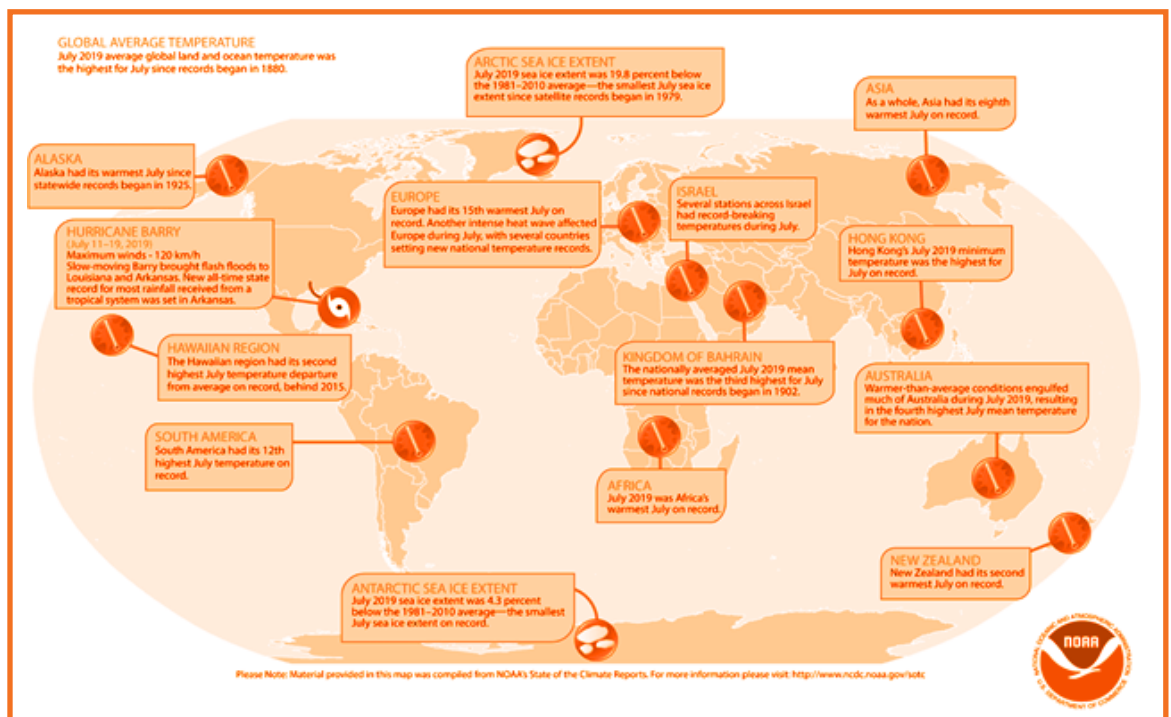 GLOBAL AVERAGE TEMPERATURE
July 2019 average global land and ocean temperature was
the highest for July since records began in 1880.
ARCTIC SEA ICE EXTENT
July 2019 sea ice extent was 19.8 percent below
the 1981–2010 average—the smallest July sea ice
extent since satellite records began in 1979.
ASIA
As a whole, Asia had its eighth
warmest July on record.
ALASKA
Alaska had its warmest July since
statewide records began in 1925.
EUROPE
Europe had its 15th warmest July on
record. Another intense heat wave affected
Europe during July, with several countries
setting new national temperature records.
ISRAEL
Several stations across Israel
had record-breaking
temperatures during July.
HURRICANE BARRY
(July 11–19, 2019)
Maximum winds - 120 km/h
Slow-moving Barry brought flash floods to
Louisiana and Arkansas. New all-time state
record for most rainfall received from a
tropical system was set in Arkansas.
HONG KONG
Hong Kong's July 2019 minimum
temperature was the highest for
July on record.
HAWAIIAN REGION
The Hawaiian region had its second
highest July temperature departure
from average on record, behind 2015.
KINGDOM OF BAHRAIN
The nationally averaged July 2019 mean
temperature was the third highest for July
since national records began in 1902.
AUSTRALIA
Warmer-than-average conditions engulfed
much of Australia during July 2019, resulting
in the fourth highest July mean temperature
for the nation.
SOUTH AMERICA
South America had its 12th
highest July temperature on
record.
AFRICA
July 2019 was Africa's
warmest July on record.
NEW ZEALAND
New Zealand had its second
warmest July on record.
ANTARCTIC SEA ICE EXTENT
July 2019 sea ice extent was 4.3 percent
below the 1981–2010 average—the smallest
July sea ice extent on record.
Please Note: Material provided in this map was compiled from NOAA's State of the Climate Reports. For more information please visit: http://www.ncdc.noaa.gov/sotc
NATIONAL OCEANIC AND ATMOSPHERIC ADMINISTRATION
NOAA
U.S. DEPARTMENT OF COMMERCE